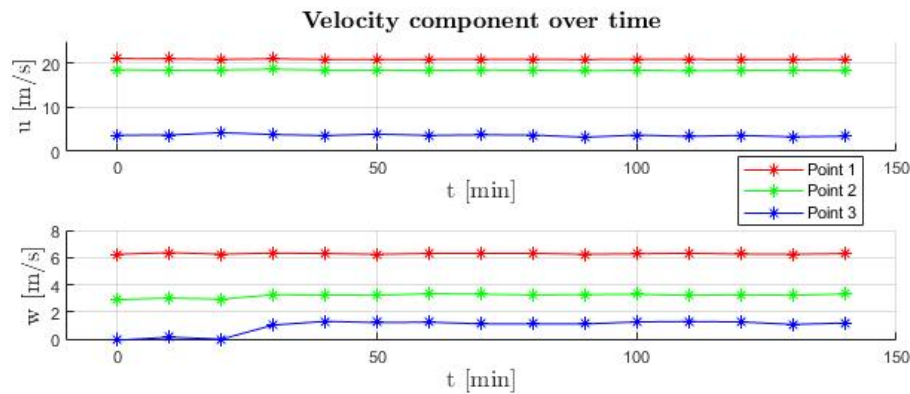 Velocity component over time
u [m/s]
20
10
0
0
50
100
150
t [min]
Point 1
Point 2
Point 3
w [m/s]
8
6
4
2
0
0
50
100
150
t [min]